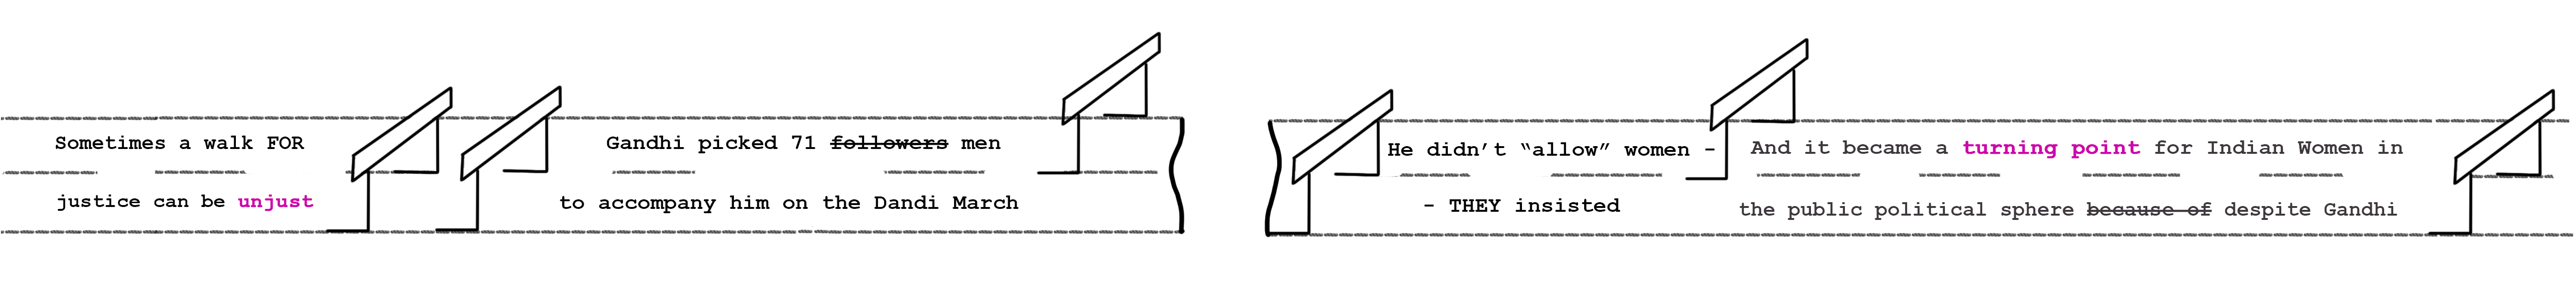 Sometimes a walk FOR
justice can be unjust
Gandhi picked 71 followers men
to accompany him on the Dandi March
He didn't “allow” women -
- THEY insisted
And it became a turning point for Indian Women in
the public political sphere because of despite Gandhi